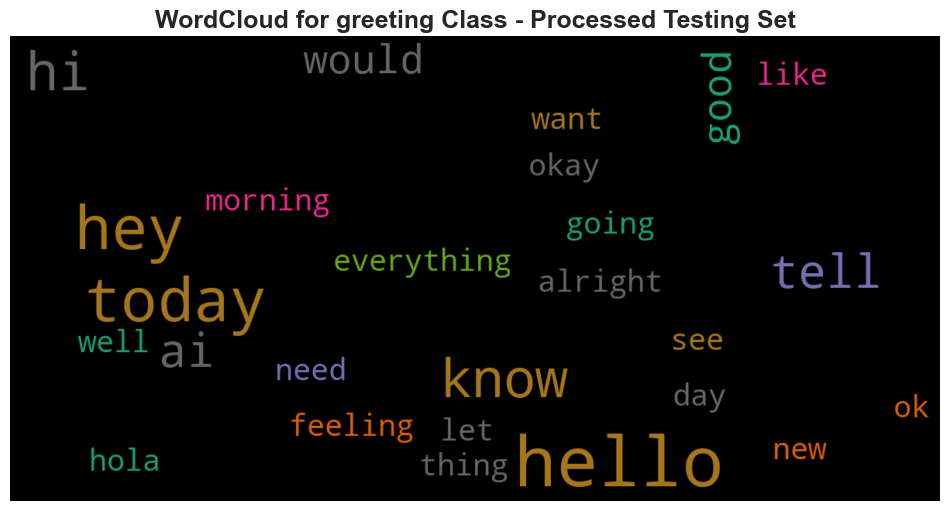 WordCloud for greeting Class - Processed Testing Set
hi
would
good
like
want
okay
morning
hey
going
everything
tell
alright
today
well
ai
see
need
know
day
ok
feeling
let
hola
thing
hello
new